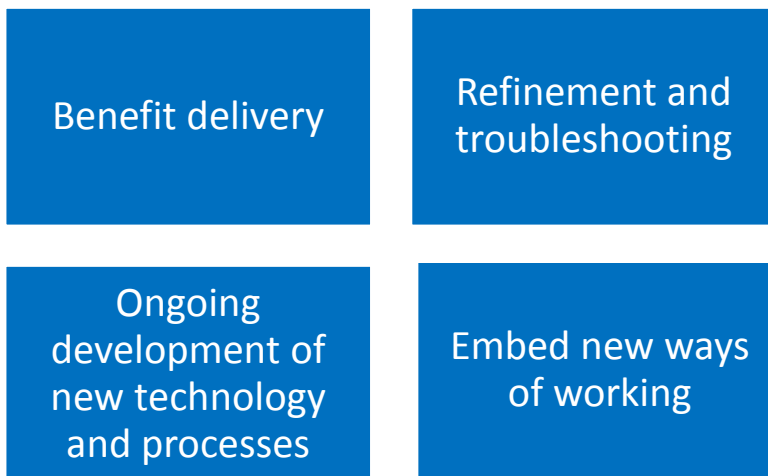 Benefit delivery
Refinement and
troubleshooting
Ongoing
development of
new technology
and processes
Embed new ways
of working